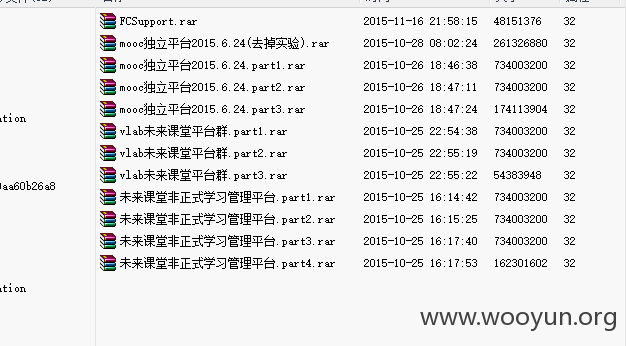 FCSupport.rar 2015-11-16 21:58:15 48151376 32
mooc独立平台2015.6.24(去掉实验).rar 2015-10-28 08:02:24 261326880 32
mooc独立平台2015.6.24.part1.rar 2015-10-26 18:46:38 734003200 32
mooc独立平台2015.6.24.part2.rar 2015-10-26 18:47:11 734003200 32
mooc独立平台2015.6.24.part3.rar 2015-10-26 18:47:24 174113904 32
vlab未来课堂平台群.part1.rar 2015-10-25 22:54:38 734003200 32
vlab未来课堂平台群.part2.rar 2015-10-25 22:55:19 734003200 32
vlab未来课堂平台群.part3.rar 2015-10-25 22:55:22 54383948 32
未来课堂非正式学习管理平台.part1.rar 2015-10-25 16:14:42 734003200 32
未来课堂非正式学习管理平台.part2.rar 2015-10-25 16:15:25 734003200 32
未来课堂非正式学习管理平台.part3.rar 2015-10-25 16:17:40 734003200 32
未来课堂非正式学习管理平台.part4.rar 2015-10-25 16:17:53 162301602 32
ation
0aa60b26a8
ation
www.wooyun.org